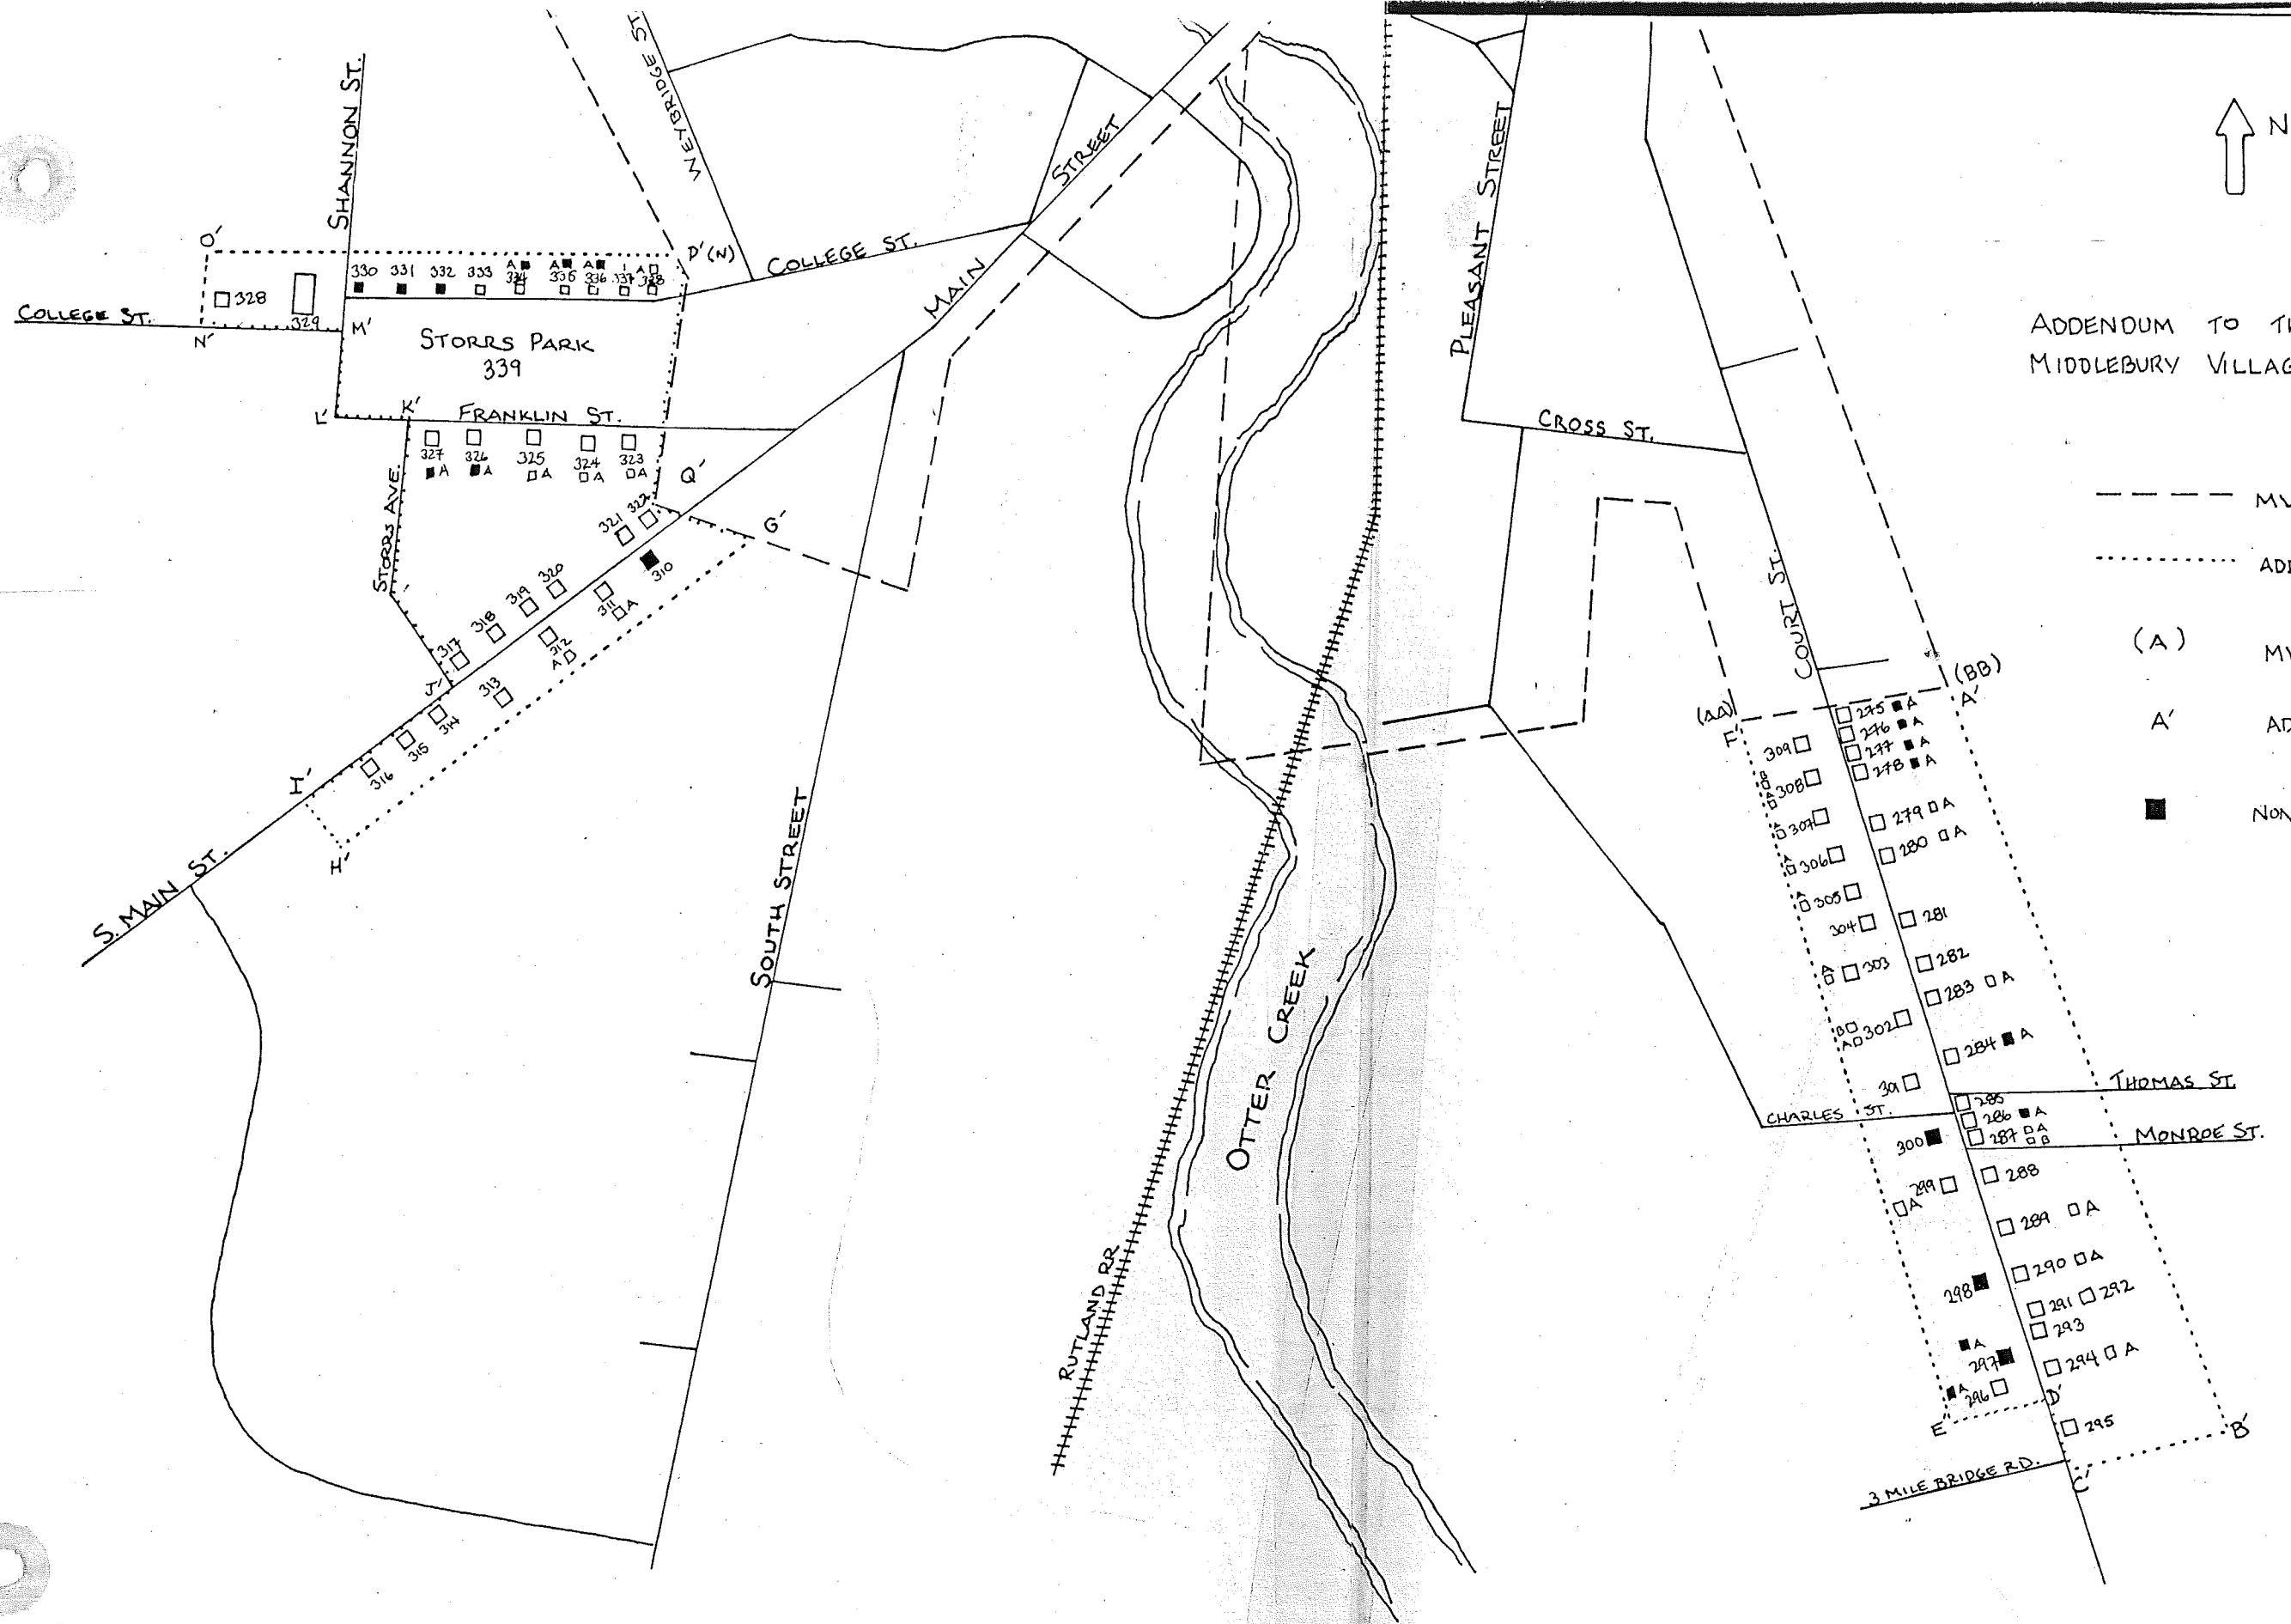 SHANNON ST.
WEYBRIDGE ST.
N
O'
P'(N)
COLLEGE ST.
MAIN STREET
PLEASANT STREET
330 331 332 333 A 334 A 335 A 336 337 A 338
328
329
COLLEGE ST.
N'
M'
STORRS PARK
339
L'
K'
FRANKLIN ST.
327 326 325 324 323
A A A A A
STORRS AVE.
Q'
G'
321 322
310
317 318 319 320
311 A
312
A
313
J'
314
315
316
I'
H'
S. MAIN ST.
SOUTH STREET
RUTLAND RR
OTTER CREEK
CROSS ST.
COURT ST.
ADDENDUM TO
MIDDLEBURY
(A)
A'
(AA)
F'
(BB)
A'
275 A
276 A
277 A
278 A
279 A
280 A
281
282
283 A
284 A
THOMAS ST.
285
286 A
287 A
B
MONROE ST.
288
289 A
290 A
291 292
293
294 A
D'
295
B'
C'
3 MILE BRIDGE RD.
309
B
308
A
A 307
A 306
A 305
304
A 303
B 302
A
301
CHARLES ST.
300
299
A
298
A
297
A 296
E'